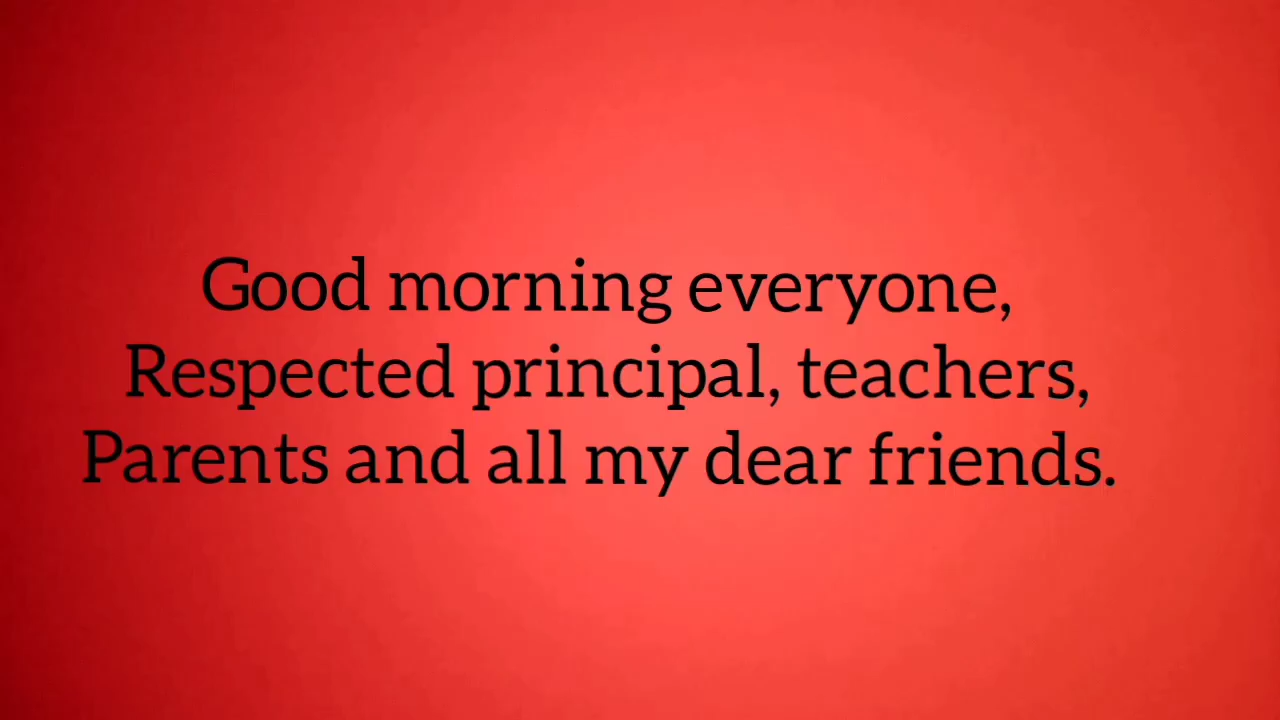 Good morning everyone,
Respected principal, teachers,
Parents and all my dear friends.